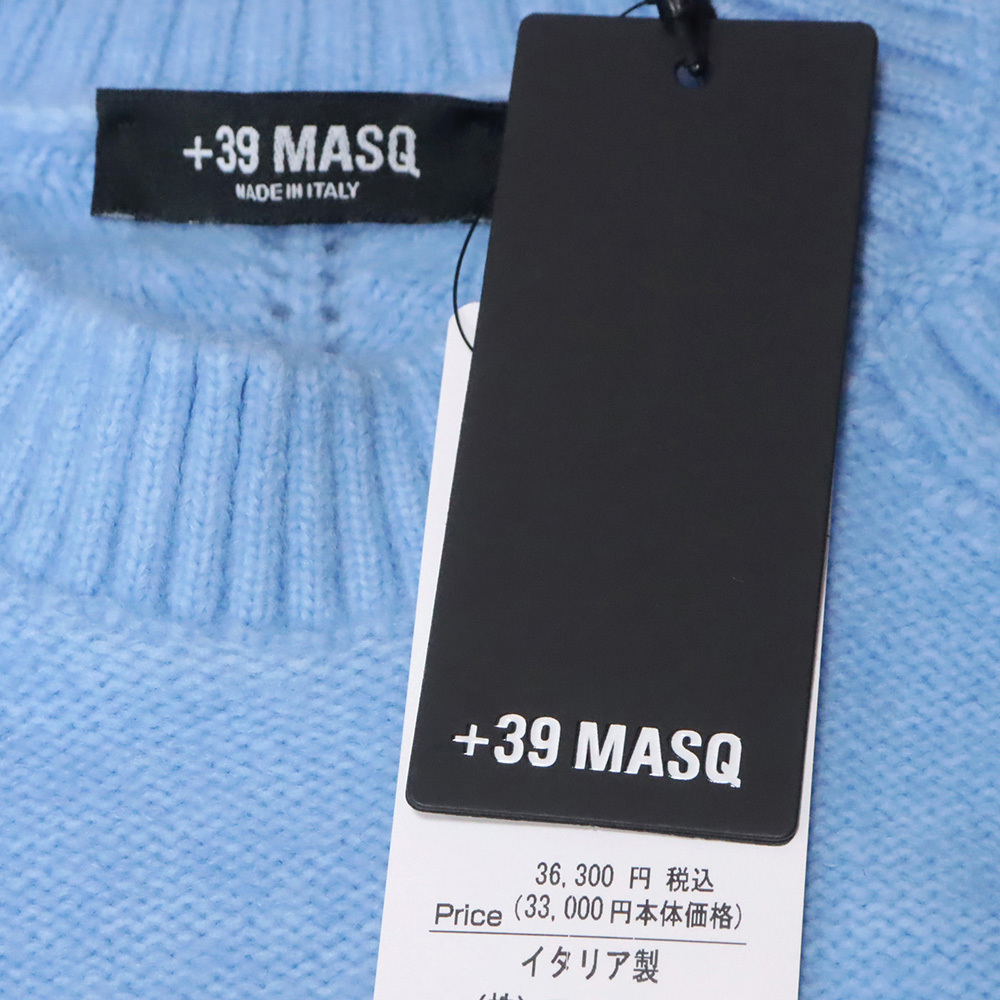 +39 MASQ
MADE IN ITALY
+39 MASQ
36,300 円 税込
Price (33,000円本体価格)
イタリア製